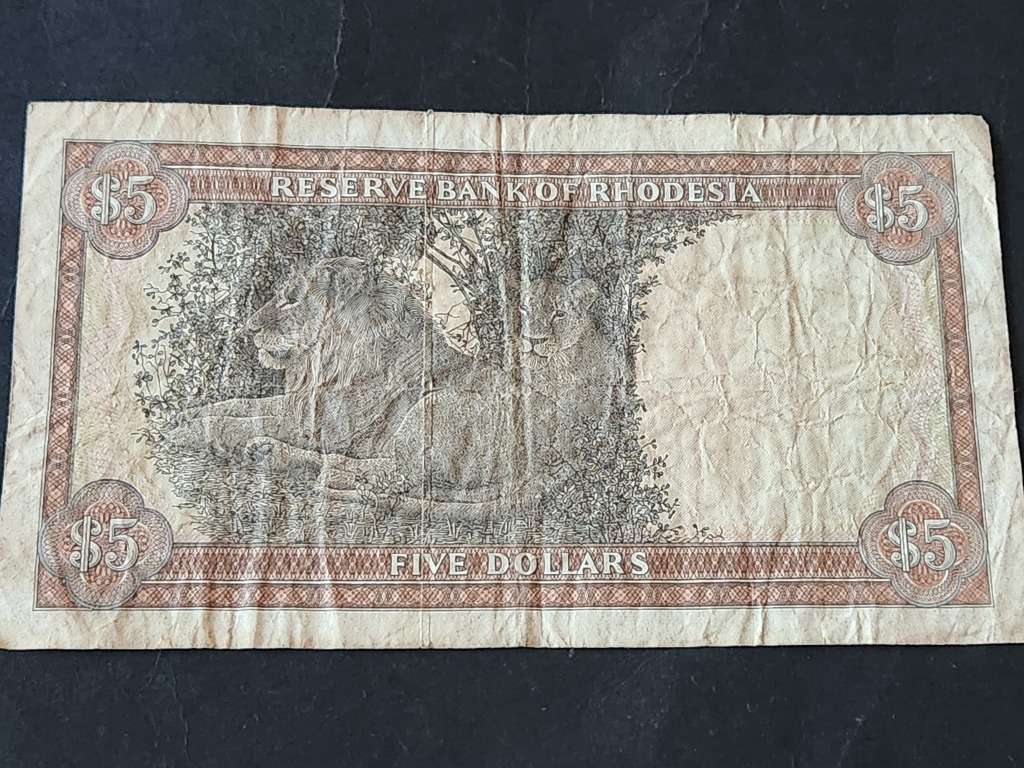 $5 RESERVE BANK OF RHODESIA $5
$5 FIVE DOLLARS $5